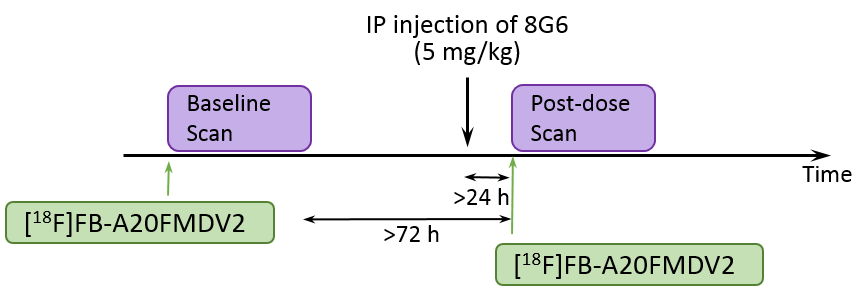 IP injection of 8G6
(5 mg/kg)
Baseline
Scan
Post-dose
Scan
Time
>24 h
[¹⁸F]FB-A20FMDV2
>72 h
[¹⁸F]FB-A20FMDV2